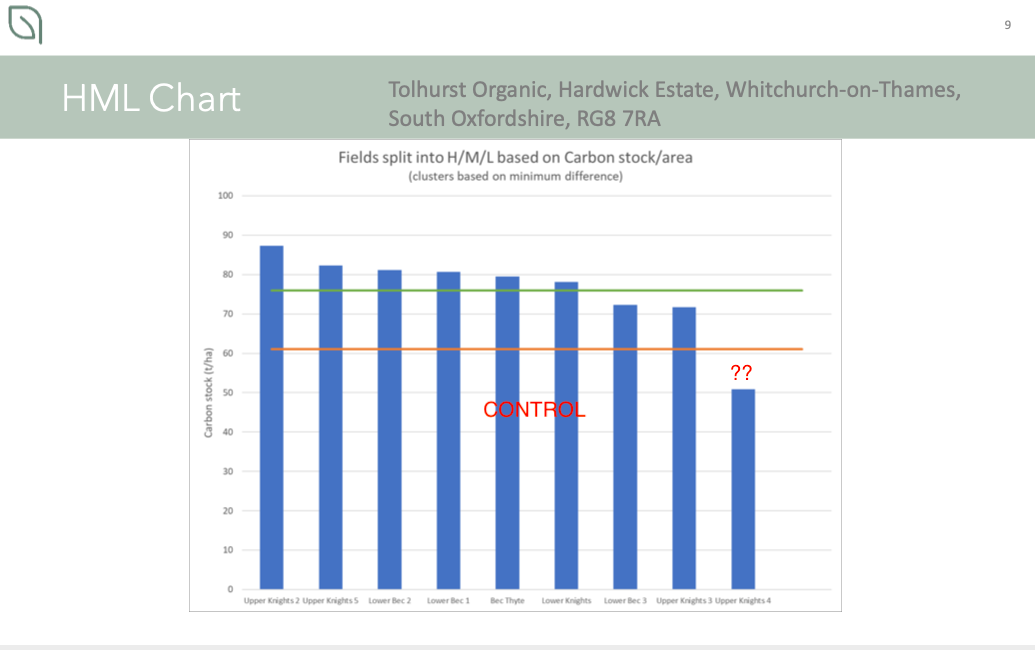 9
HML Chart
Tolhurst Organic, Hardwick Estate, Whitchurch-on-Thames,
South Oxfordshire, RG8 7RA
Fields split into H/M/L based on Carbon stock/area
(clusters based on minimum difference)
100
90
80
70
60
50
40
30
20
10
0
Carbon stock (t/ha)
??
CONTROL
Upper Knights 2 Upper Knights 5 Lower Bec 2 Lower Bec 1 Bec Thyte Lower Knights Lower Bec 3 Upper Knights 3 Upper Knights 4